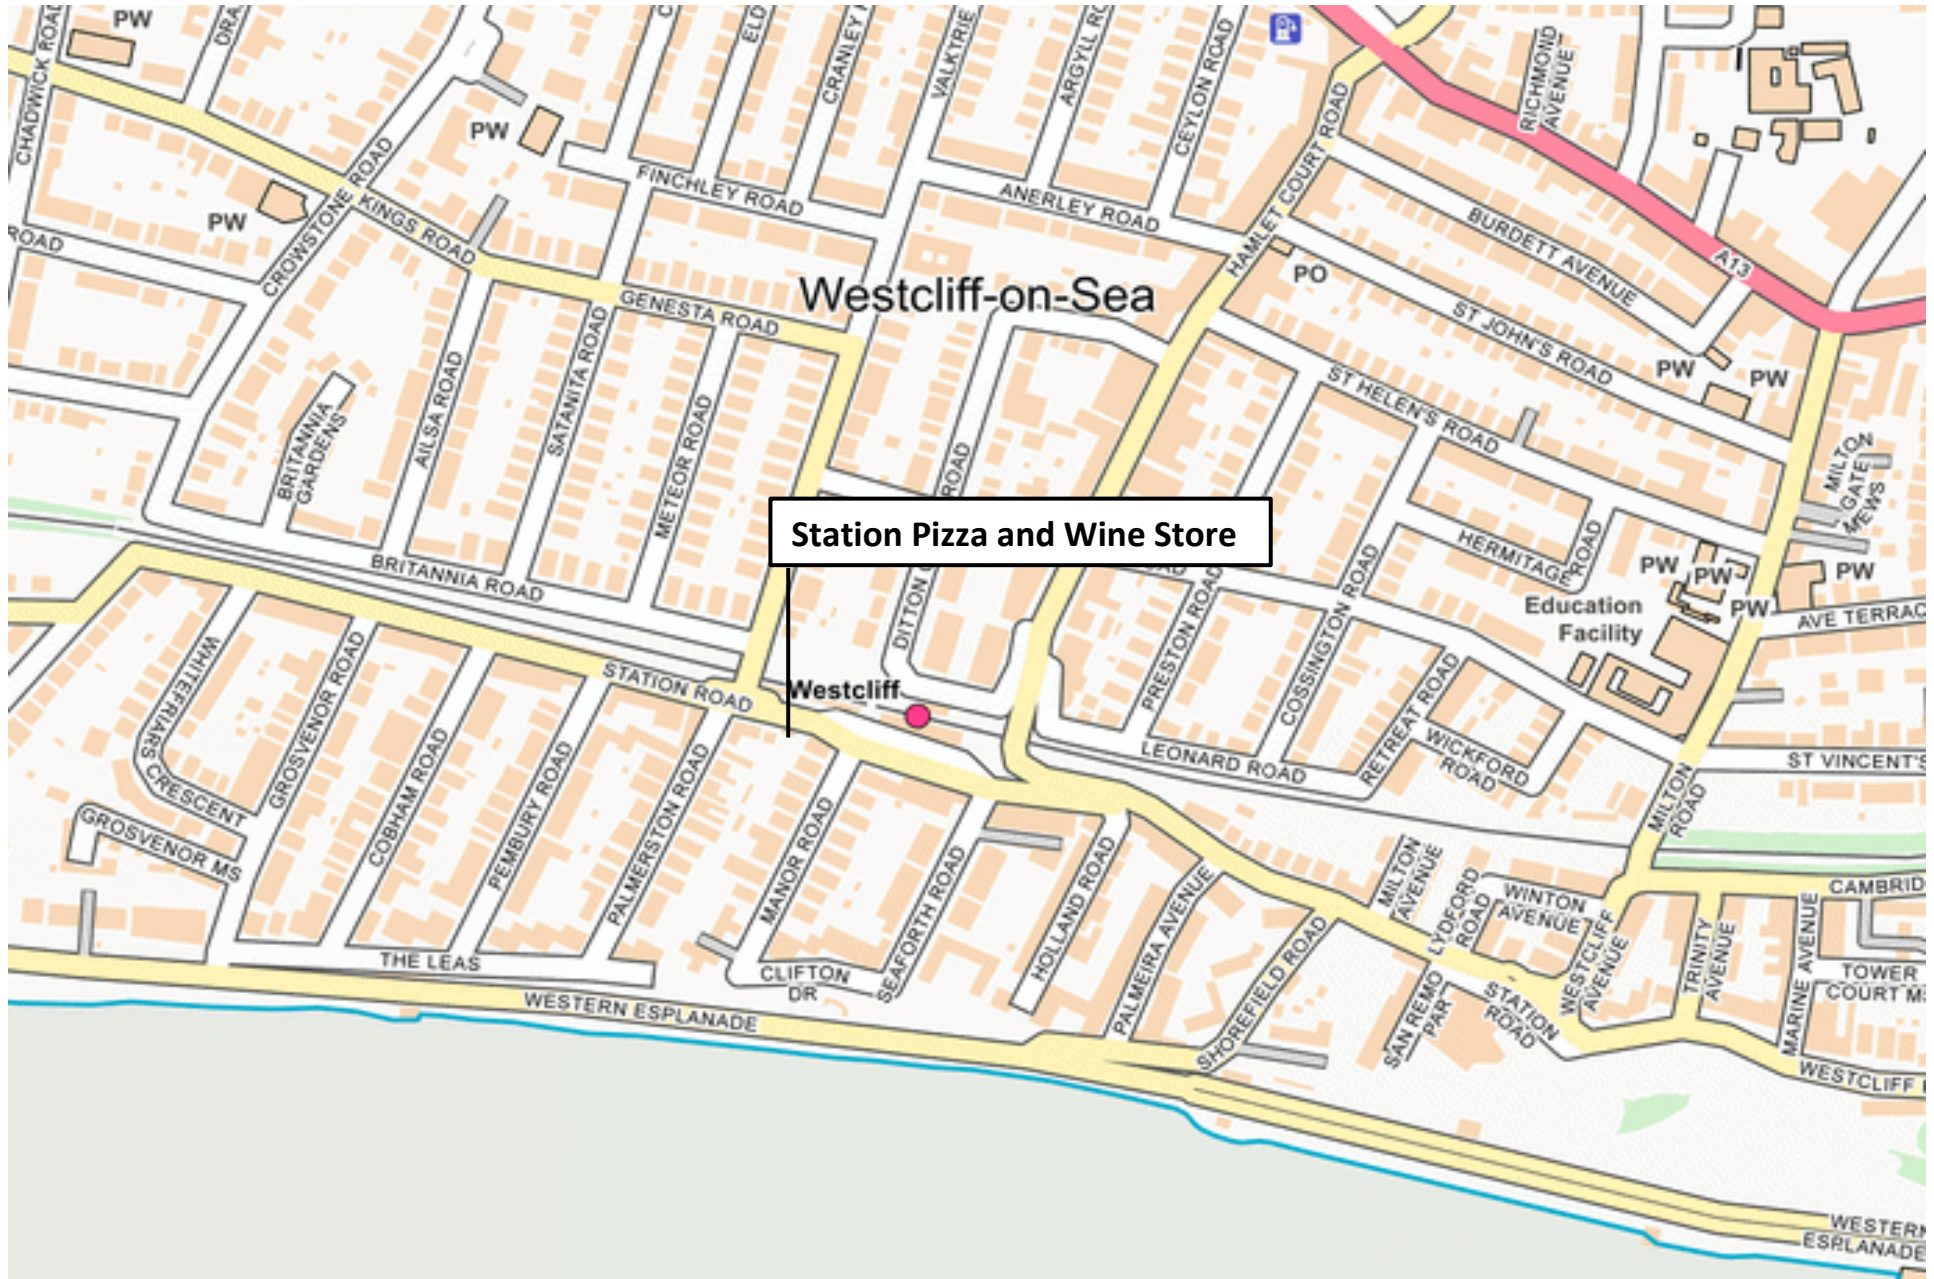 PW
CHADWICK ROAD
DRA
ELD
CRANLEY
VALKTRIE
ARGYLL
CEYLON ROAD
RICHMOND
AVENUE
PW
PW
ROAD
CROWSTONE ROAD
KINGS ROAD
FINCHLEY ROAD
ANERLEY ROAD
HAMLET COURT ROAD
PO
BURDETT AVENUE
A13
Westcliff-on-Sea
GENESTA ROAD
ST JOHN'S ROAD
PW
PW
ST HELEN'S ROAD
BRITANNIA
GARDENS
AILSA ROAD
SATANITA ROAD
METEOR ROAD
ROAD
MILTON
GATE
MEWS
Station Pizza and Wine Store
HERMITAGE
ROAD
PW
PW
PW
PW
Education
Facility
AVE TERRAC
BRITANNIA ROAD
DITTON
PRESTON ROAD
COSSINGTON ROAD
RETREAT ROAD
WHITEFRIARS
CRESCENT
GROSVENOR ROAD
STATION ROAD
Westcliff
LEONARD ROAD
WICKFORD
ROAD
ST VINCENT'S
MILTON
ROAD
GROSVENOR MS
COBHAM ROAD
PEMBURY ROAD
PALMERSTON ROAD
MANOR ROAD
SEAFORTH ROAD
HOLLAND ROAD
PALMEIRA AVENUE
SHOREFIELD ROAD
MILTON
AVENUE
LYDFORD
ROAD
WINTON
AVENUE
WESTCLIFF
AVENUE
TRINITY
AVENUE
MARINE AVENUE
CAMBRID
TOWER
COURT M
THE LEAS
CLIFTON
DR
SAN REMO
PAR
STATION
ROAD
WESTCLIFF
WESTERN ESPLANADE
WESTERN
ESPLANADE